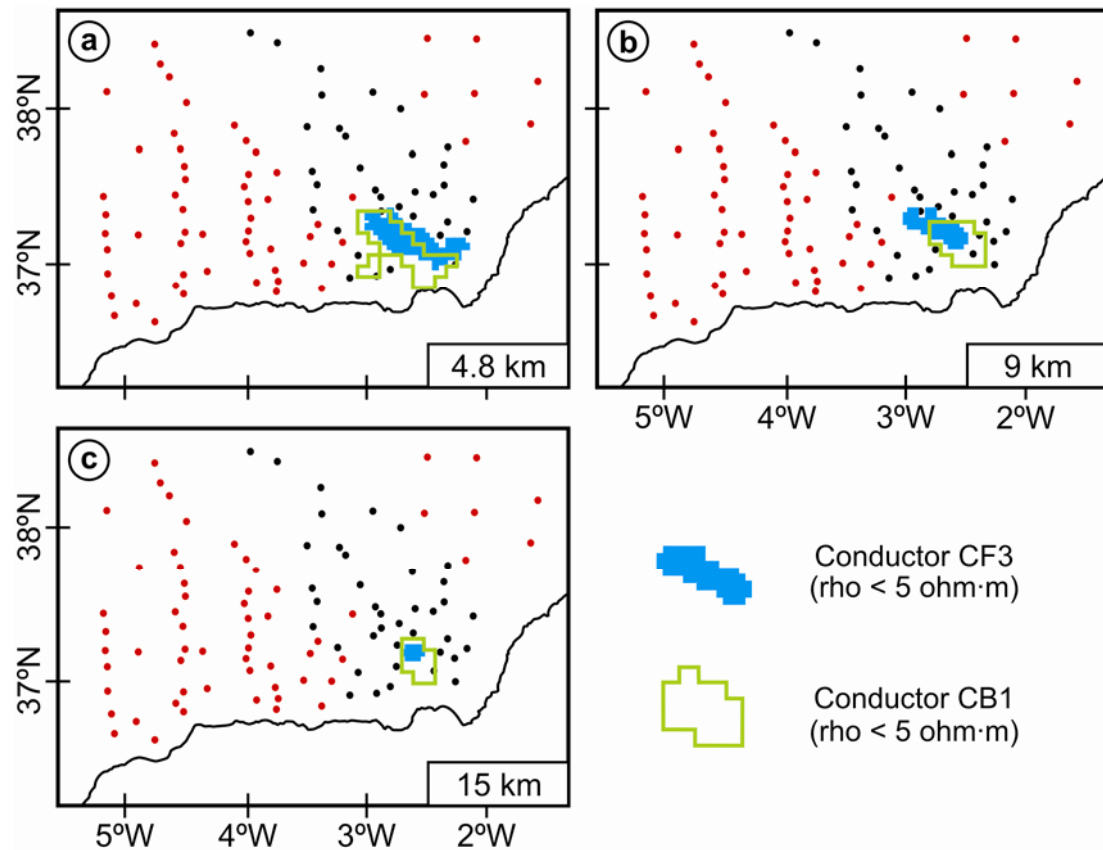 a
b
38ºN
37ºN
4.8 km
9 km
5ºW
4ºW
3ºW
2ºW
c
38ºN
37ºN
15 km
5ºW
4ºW
3ºW
2ºW
Conductor CF3
(rho < 5 ohm·m)
Conductor CB1
(rho < 5 ohm·m)